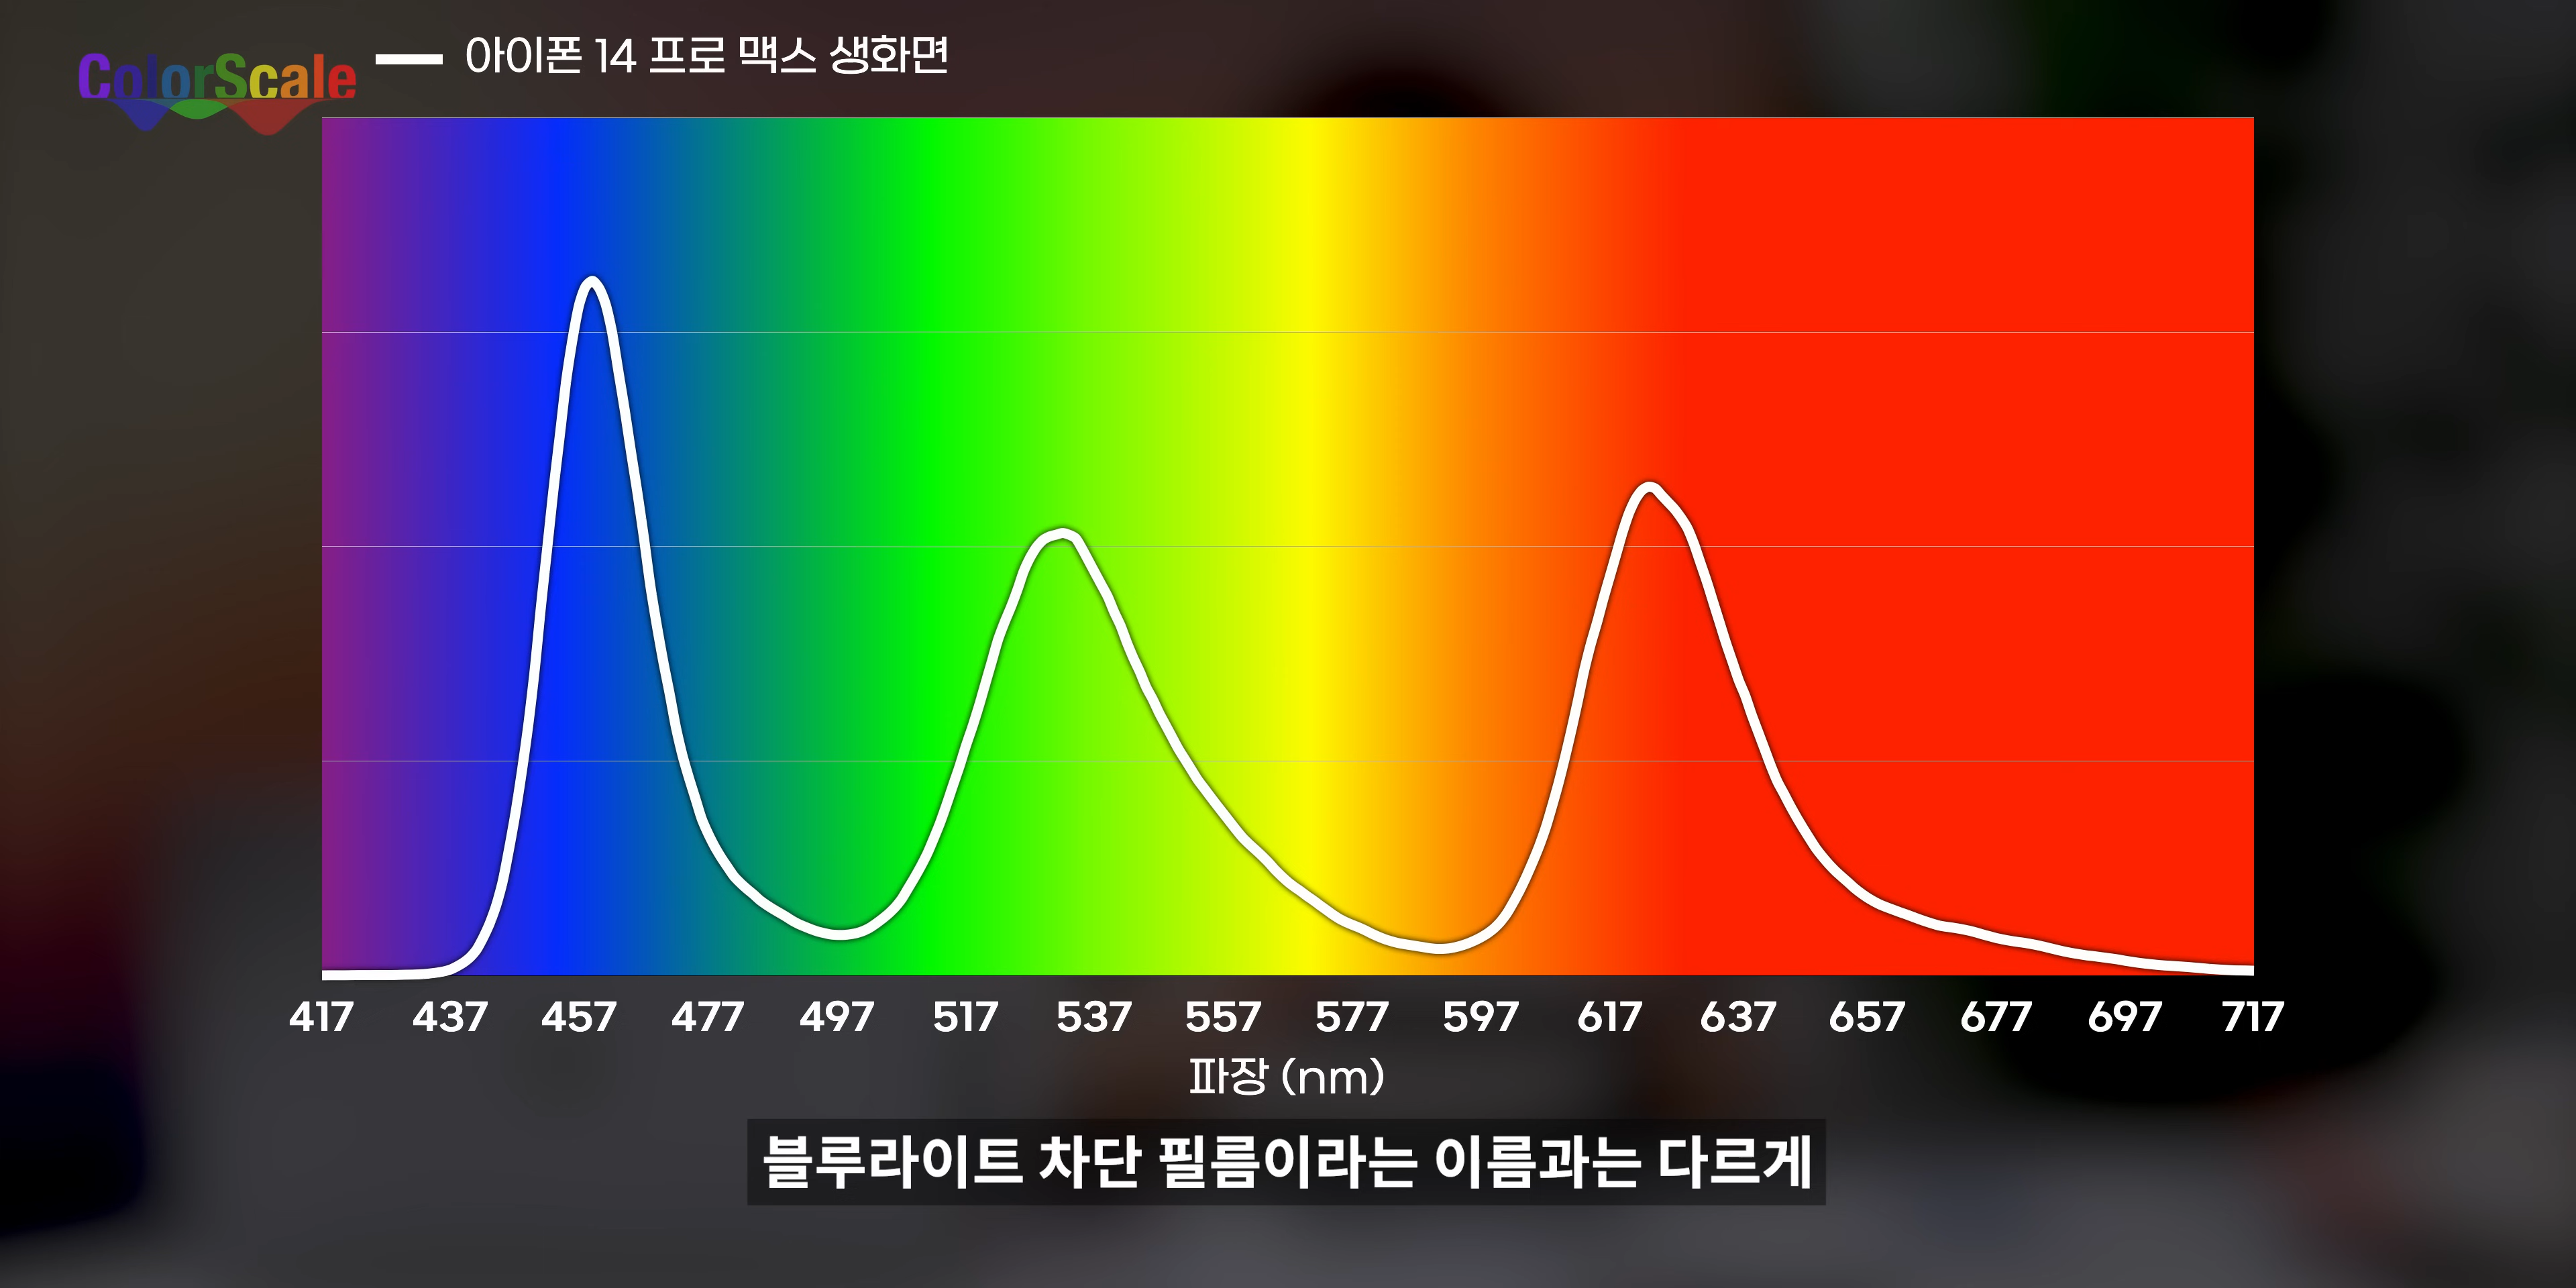 ColorScale
아이폰 14 프로 맥스 생화면
417 437 457 477 497 517 537 557 577 597 617 637 657 677 697 717
파장 (nm)
블루라이트 차단 필름이라는 이름과는 다르게